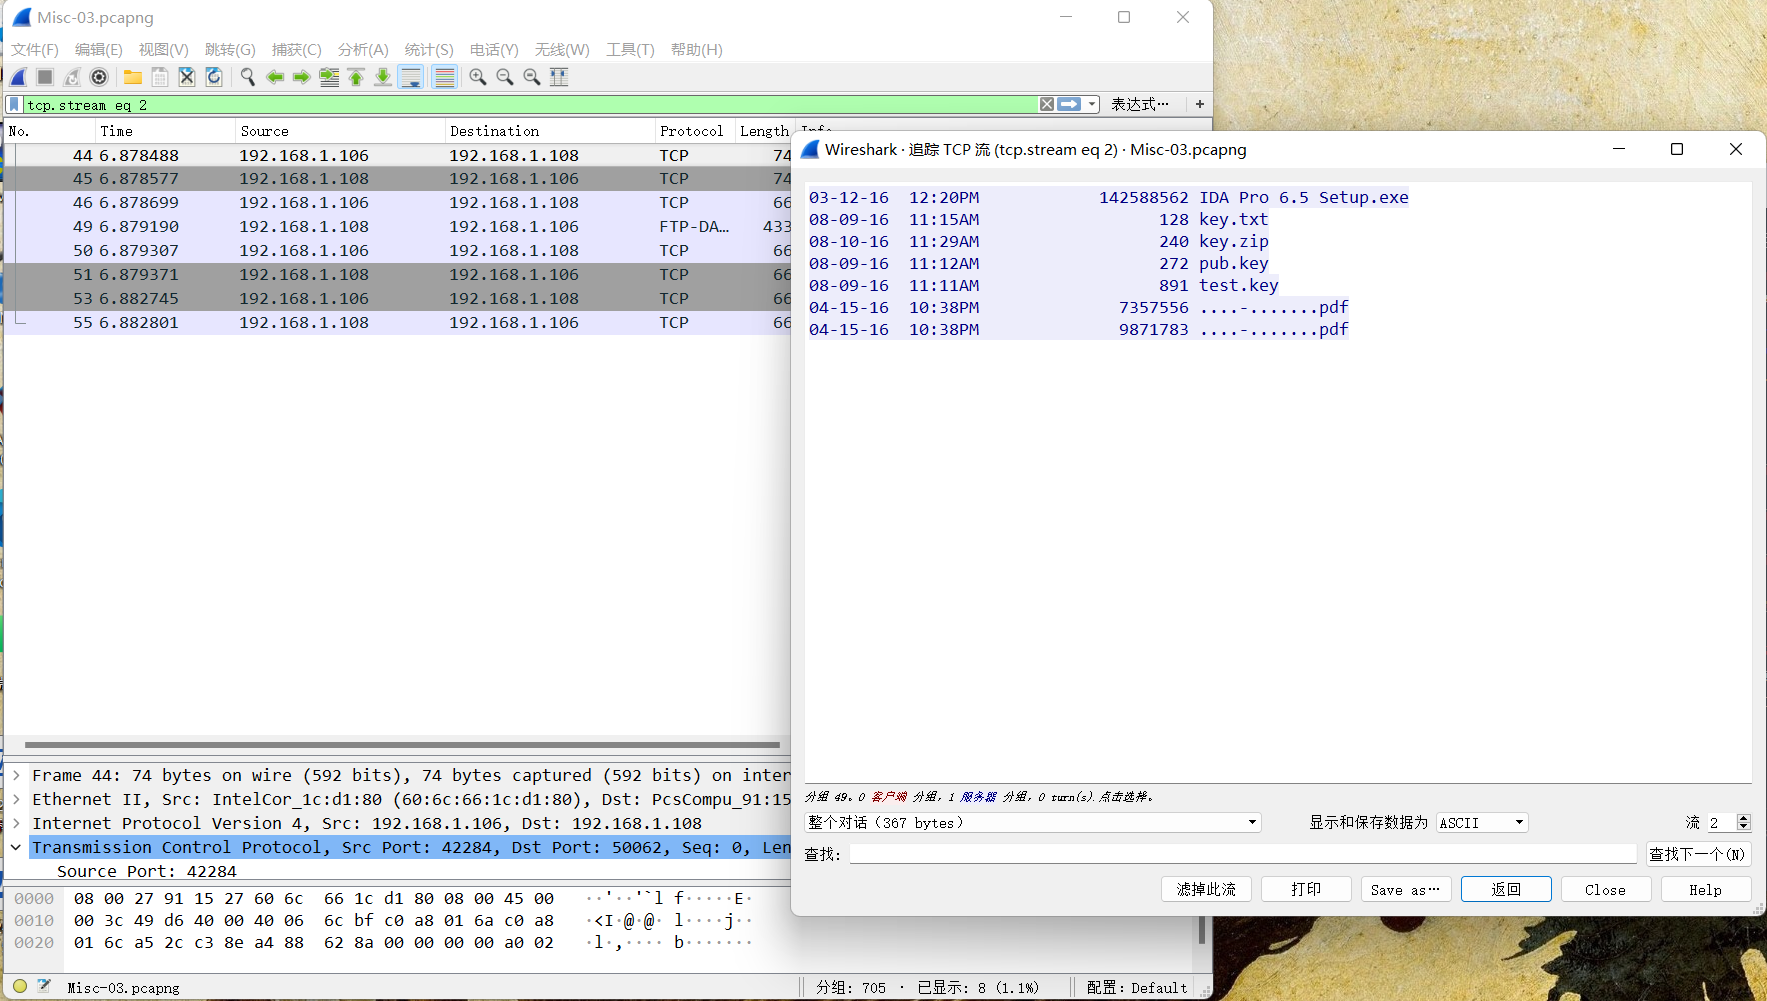 Misc-03.pcapng
文件(F) 编辑(E) 视图(V) 跳转(G) 捕获(C) 分析(A) 统计(S) 电话(Y) 无线(W) 工具(T) 帮助(H)
tcp.stream eq 2 表达式… +
No. Time Source Destination Protocol Length Info
44 6.878488 192.168.1.106 192.168.1.108 TCP 74
45 6.878577 192.168.1.108 192.168.1.106 TCP 74
46 6.878699 192.168.1.106 192.168.1.108 TCP 66
49 6.879190 192.168.1.108 192.168.1.106 FTP-DA… 433
50 6.879307 192.168.1.106 192.168.1.108 TCP 66
51 6.879371 192.168.1.108 192.168.1.106 TCP 66
53 6.882745 192.168.1.106 192.168.1.108 TCP 66
55 6.882801 192.168.1.108 192.168.1.106 TCP 66
Frame 44: 74 bytes on wire (592 bits), 74 bytes captured (592 bits) on inter
Ethernet II, Src: IntelCor_1c:d1:80 (60:6c:66:1c:d1:80), Dst: PcsCompu_91:15
Internet Protocol Version 4, Src: 192.168.1.106, Dst: 192.168.1.108
Transmission Control Protocol, Src Port: 42284, Dst Port: 50062, Seq: 0, Len
Source Port: 42284
0000 08 00 27 91 15 27 60 6c 66 1c d1 80 08 00 45 00 ··'··'`l f·····E·
0010 00 3c 49 d6 40 00 40 06 6c bf c0 a8 01 6a c0 a8 ·<I·@·@· l····j··
0020 01 6c a5 2c c3 8e a4 88 62 8a 00 00 00 00 a0 02 ·l·,···· b·······
Misc-03.pcapng 分组: 705 · 已显示: 8 (1.1%) 配置: Default
Wireshark · 追踪 TCP 流 (tcp.stream eq 2) · Misc-03.pcapng
03-12-16 12:20PM 142588562 IDA Pro 6.5 Setup.exe
08-09-16 11:15AM 128 key.txt
08-10-16 11:29AM 240 key.zip
08-09-16 11:12AM 272 pub.key
08-09-16 11:11AM 891 test.key
04-15-16 10:38PM 7357556 ....-.......pdf
04-15-16 10:38PM 9871783 ....-.......pdf
分组 49。0 客户端 分组, 1 服务器 分组, 0 turn(s).点击选择。
整个对话（367 bytes） 显示和保存数据为 ASCII 流 2
查找: 查找下一个(N)
滤掉此流 打印 Save as… 返回 Close Help